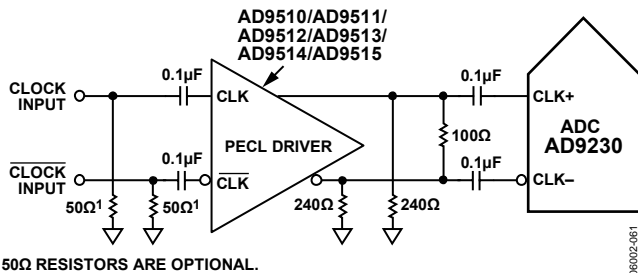 AD9510/AD9511/
AD9512/AD9513/
AD9514/AD9515
CLOCK
INPUT
0.1µF
CLK
PECL DRIVER
0.1µF
CLK+
100Ω
ADC
AD9230
CLOCK
INPUT
0.1µF
CLK
0.1µF
CLK–
50Ω¹
50Ω¹
240Ω
240Ω
50Ω RESISTORS ARE OPTIONAL.